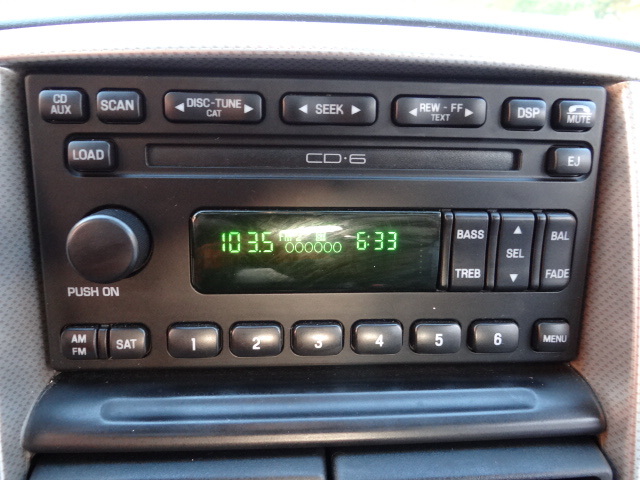 CD AUX SCAN DISC-TUNE CAT SEEK REW - FF TEXT DSP MUTE
LOAD CD·6 EJ
103.5 6:33 BASS SEL BAL
TREB FADE
PUSH ON
AM FM SAT 1 2 3 4 5 6 MENU